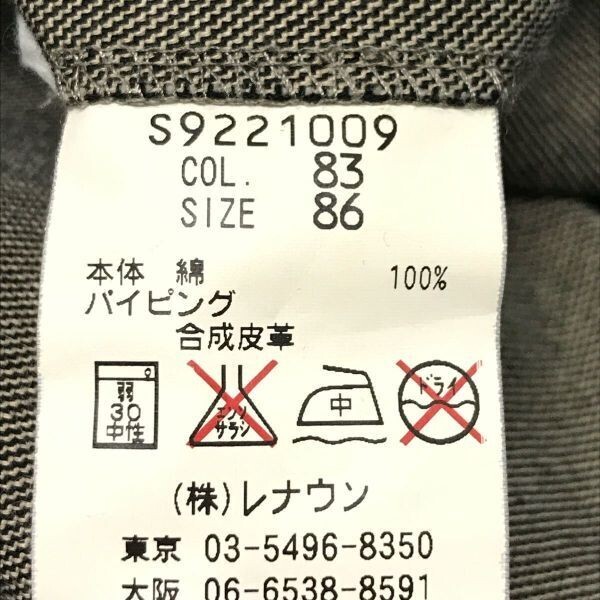 S9221009
COL. 83
SIZE 86
本体 綿 100%
パイピング
合成皮革
弱
30
中性
エンソ
サラシ
中
ドライ
(株)レナウン
東京 03-5496-8350
大阪 06-6538-8591